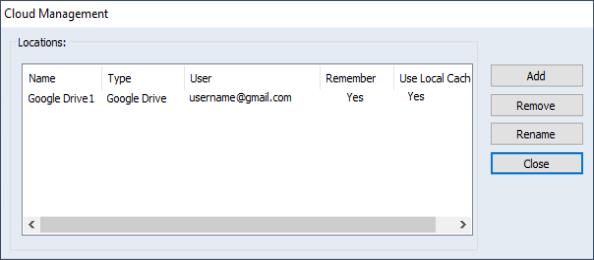 Cloud Management
Locations:
Name Type User Remember Use Local Cach
Google Drive1 Google Drive username@gmail.com Yes Yes
Add
Remove
Rename
Close